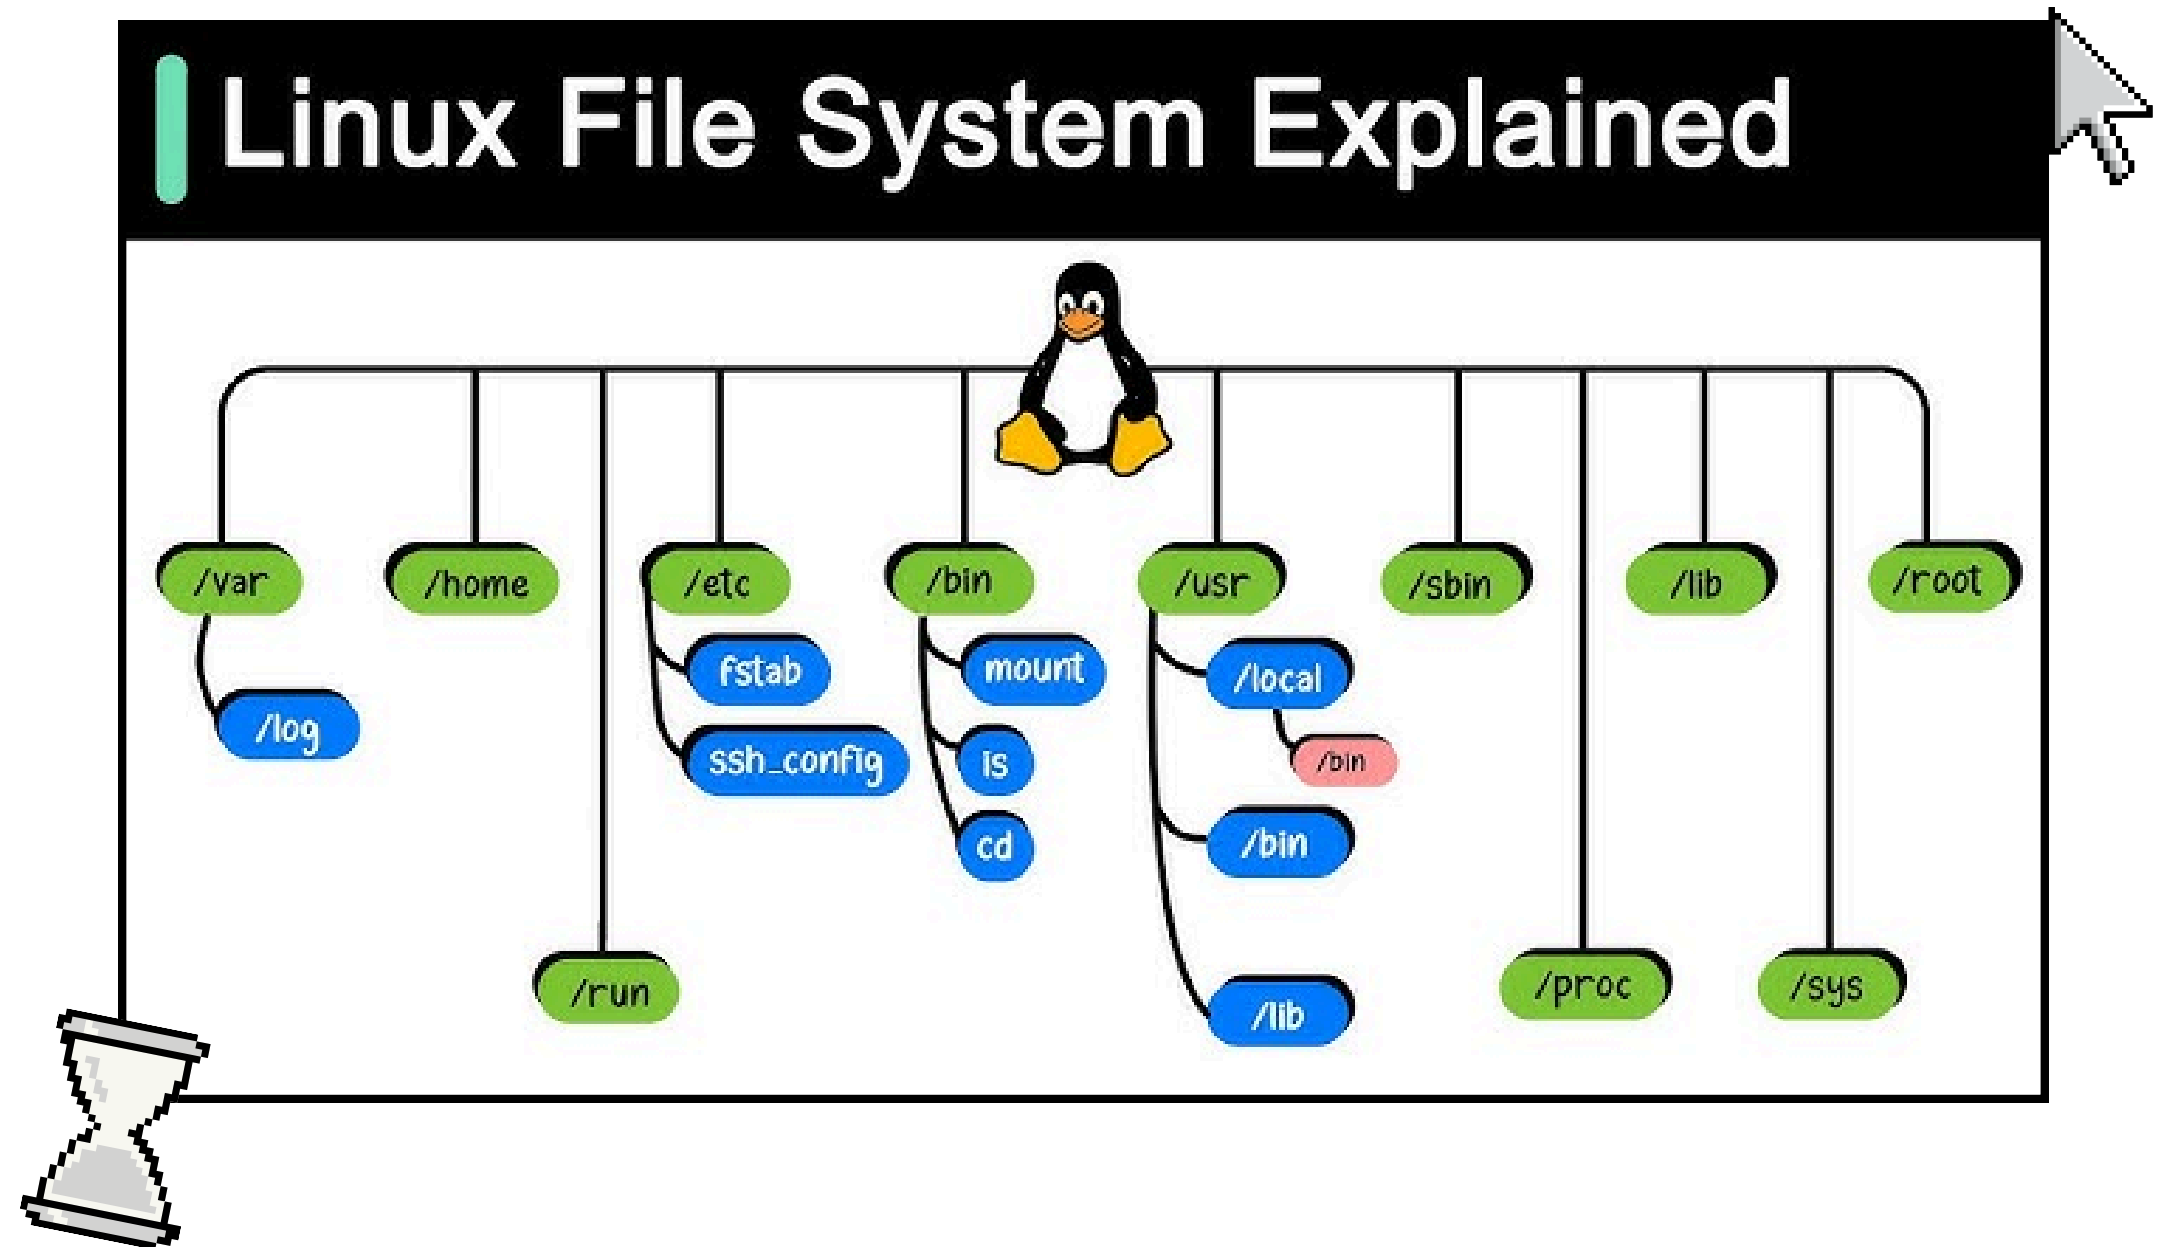 Linux File System Explained
/var
/home
/etc
/bin
/usr
/sbin
/lib
/root
/log
fstab
ssh_config
mount
is
cd
/local
/bin
/bin
/lib
/run
/proc
/sys